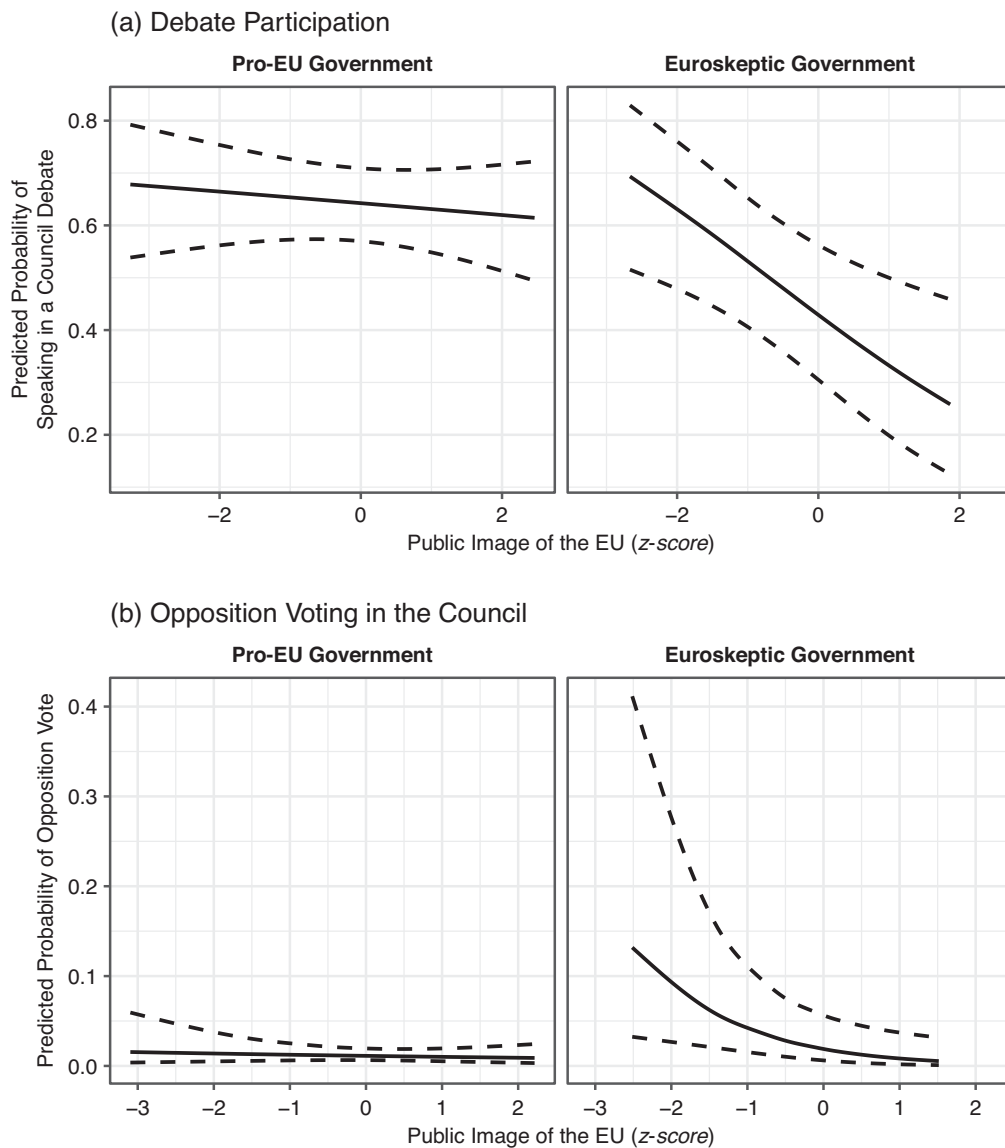 (a) Debate Participation
Pro-EU Government
Euroskeptic Government
Predicted Probability of
Speaking in a Council Debate
0.8
0.6
0.4
0.2
−2 0 2
−2 0 2
Public Image of the EU (z-score)
(b) Opposition Voting in the Council
Pro-EU Government
Euroskeptic Government
Predicted Probability of Opposition Vote
0.4
0.3
0.2
0.1
0.0
−3 −2 −1 0 1 2
−3 −2 −1 0 1 2
Public Image of the EU (z-score)